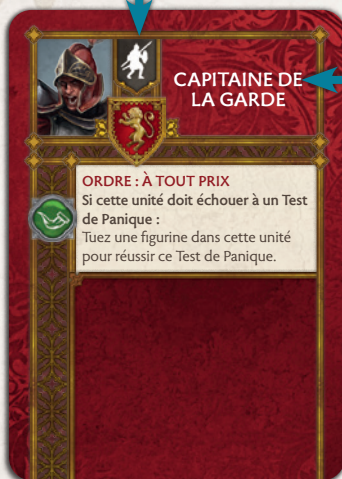 CAPITAINE DE
LA GARDE
ORDRE : À TOUT PRIX
Si cette unité doit échouer à un Test
de Panique :
Tuez une figurine dans cette unité
pour réussir ce Test de Panique.